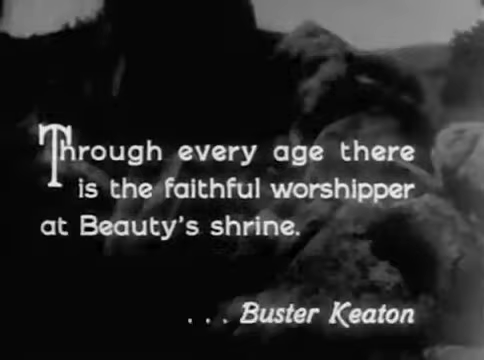 Through every age there
is the faithful worshipper
at Beauty's shrine.
... Buster Keaton